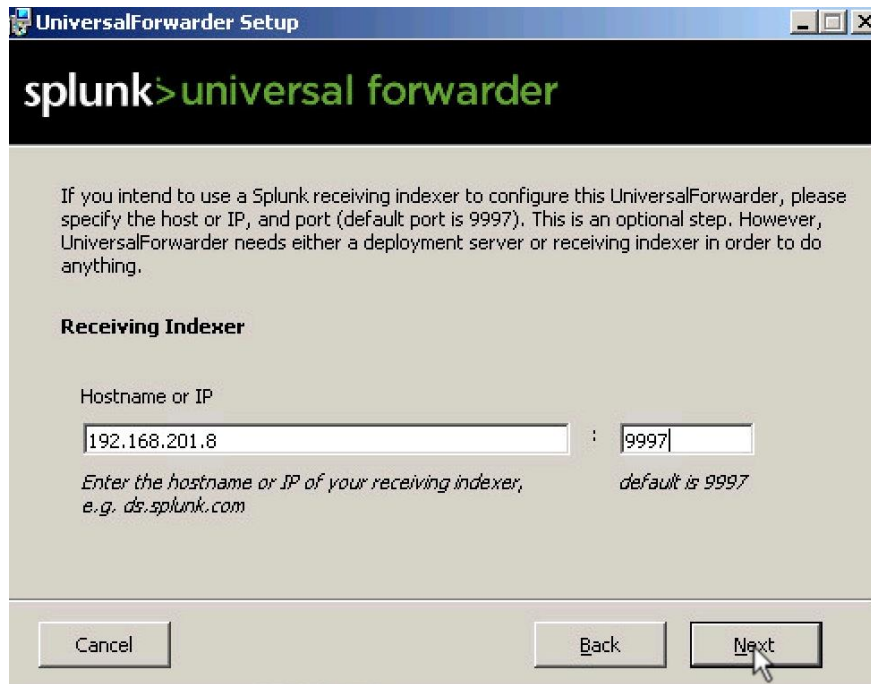 UniversalForwarder Setup
splunk>universal forwarder
If you intend to use a Splunk receiving indexer to configure this UniversalForwarder, please
specify the host or IP, and port (default port is 9997). This is an optional step. However,
UniversalForwarder needs either a deployment server or receiving indexer in order to do
anything.
Receiving Indexer
Hostname or IP
192.168.201.8 : 9997
Enter the hostname or IP of your receiving indexer, default is 9997
e.g. ds.splunk.com
Cancel Back Next